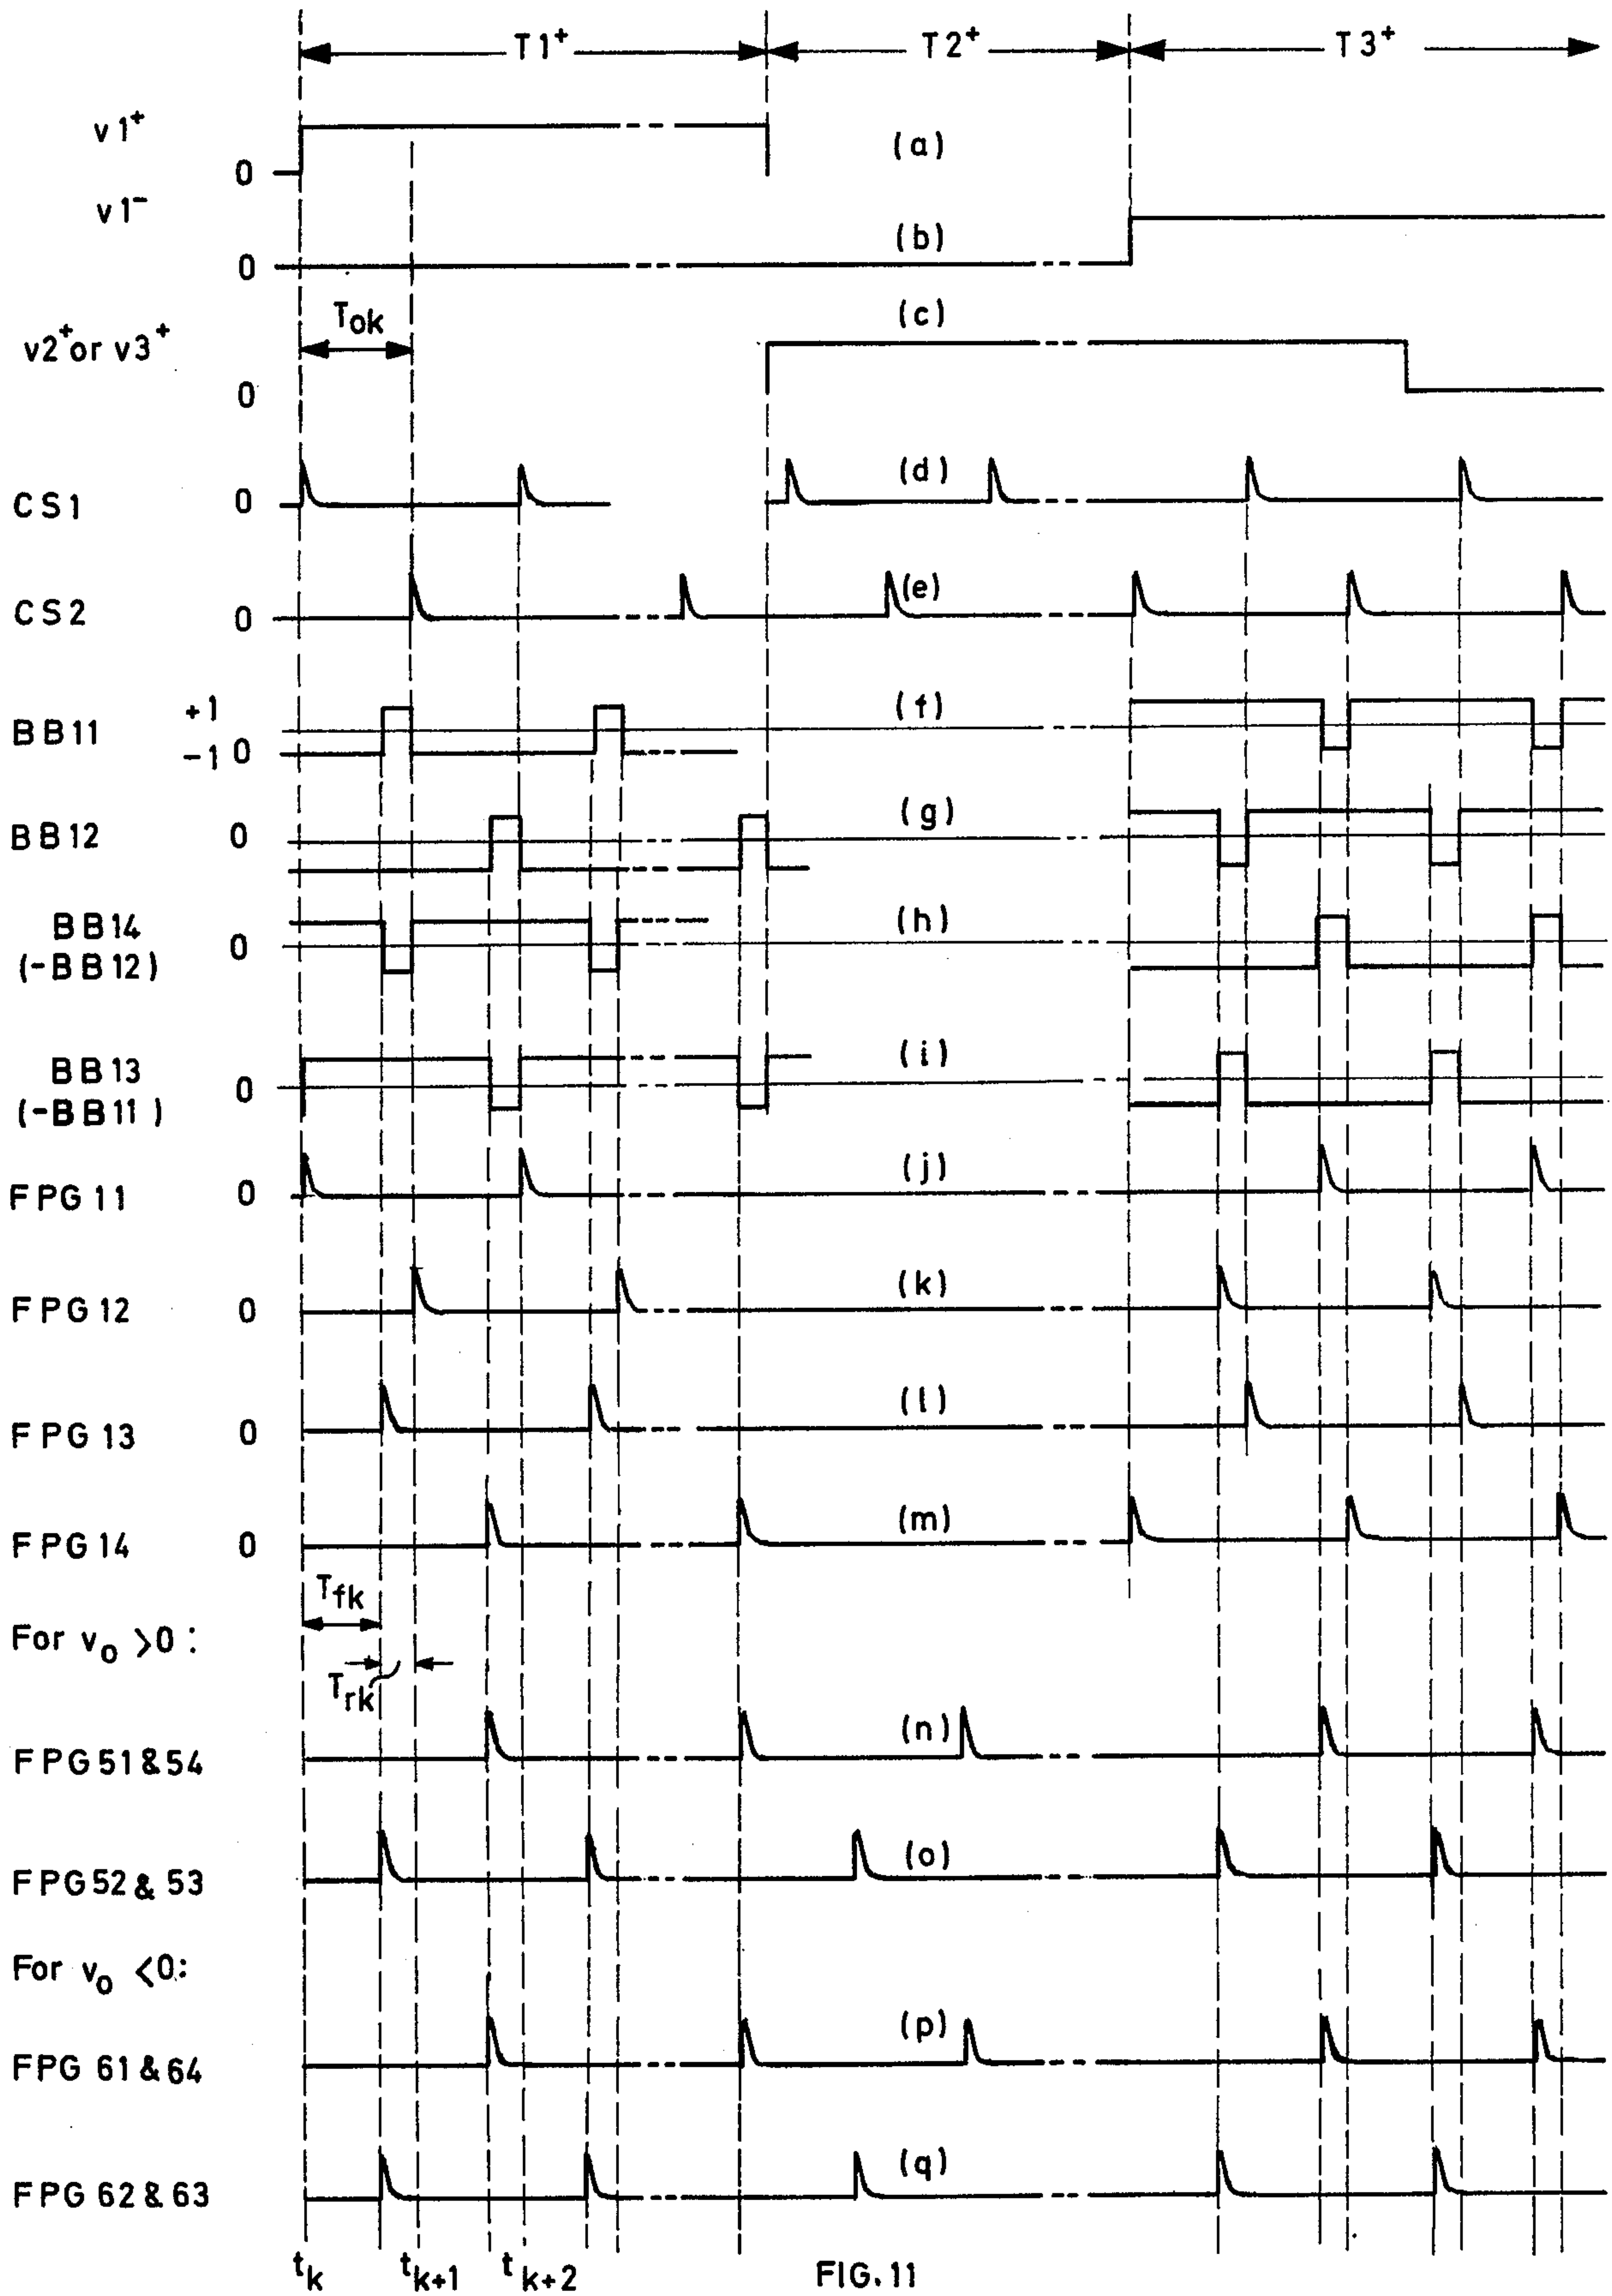 T1⁺ T2⁺ T3⁺
v1⁺ (a)
0
v1⁻ (b)
0
Tok (c)
v2⁺ or v3⁺
0
(d)
CS1 0
CS2 0 (e)
+1 (f)
BB11
-1 0
BB12 0 (g)
BB14 0 (h)
(-BB12)
BB13 0 (i)
(-BB11)
FPG 11 0 (j)
FPG 12 0 (k)
FPG 13 0 (l)
FPG 14 0 (m)
Tfk
For vo >0:
Trk
FPG 51 & 54 (n)
FPG 52 & 53 (o)
For vo <0:
FPG 61 & 64 (p)
FPG 62 & 63 (q)
tk tk+1 tk+2
FIG. 11